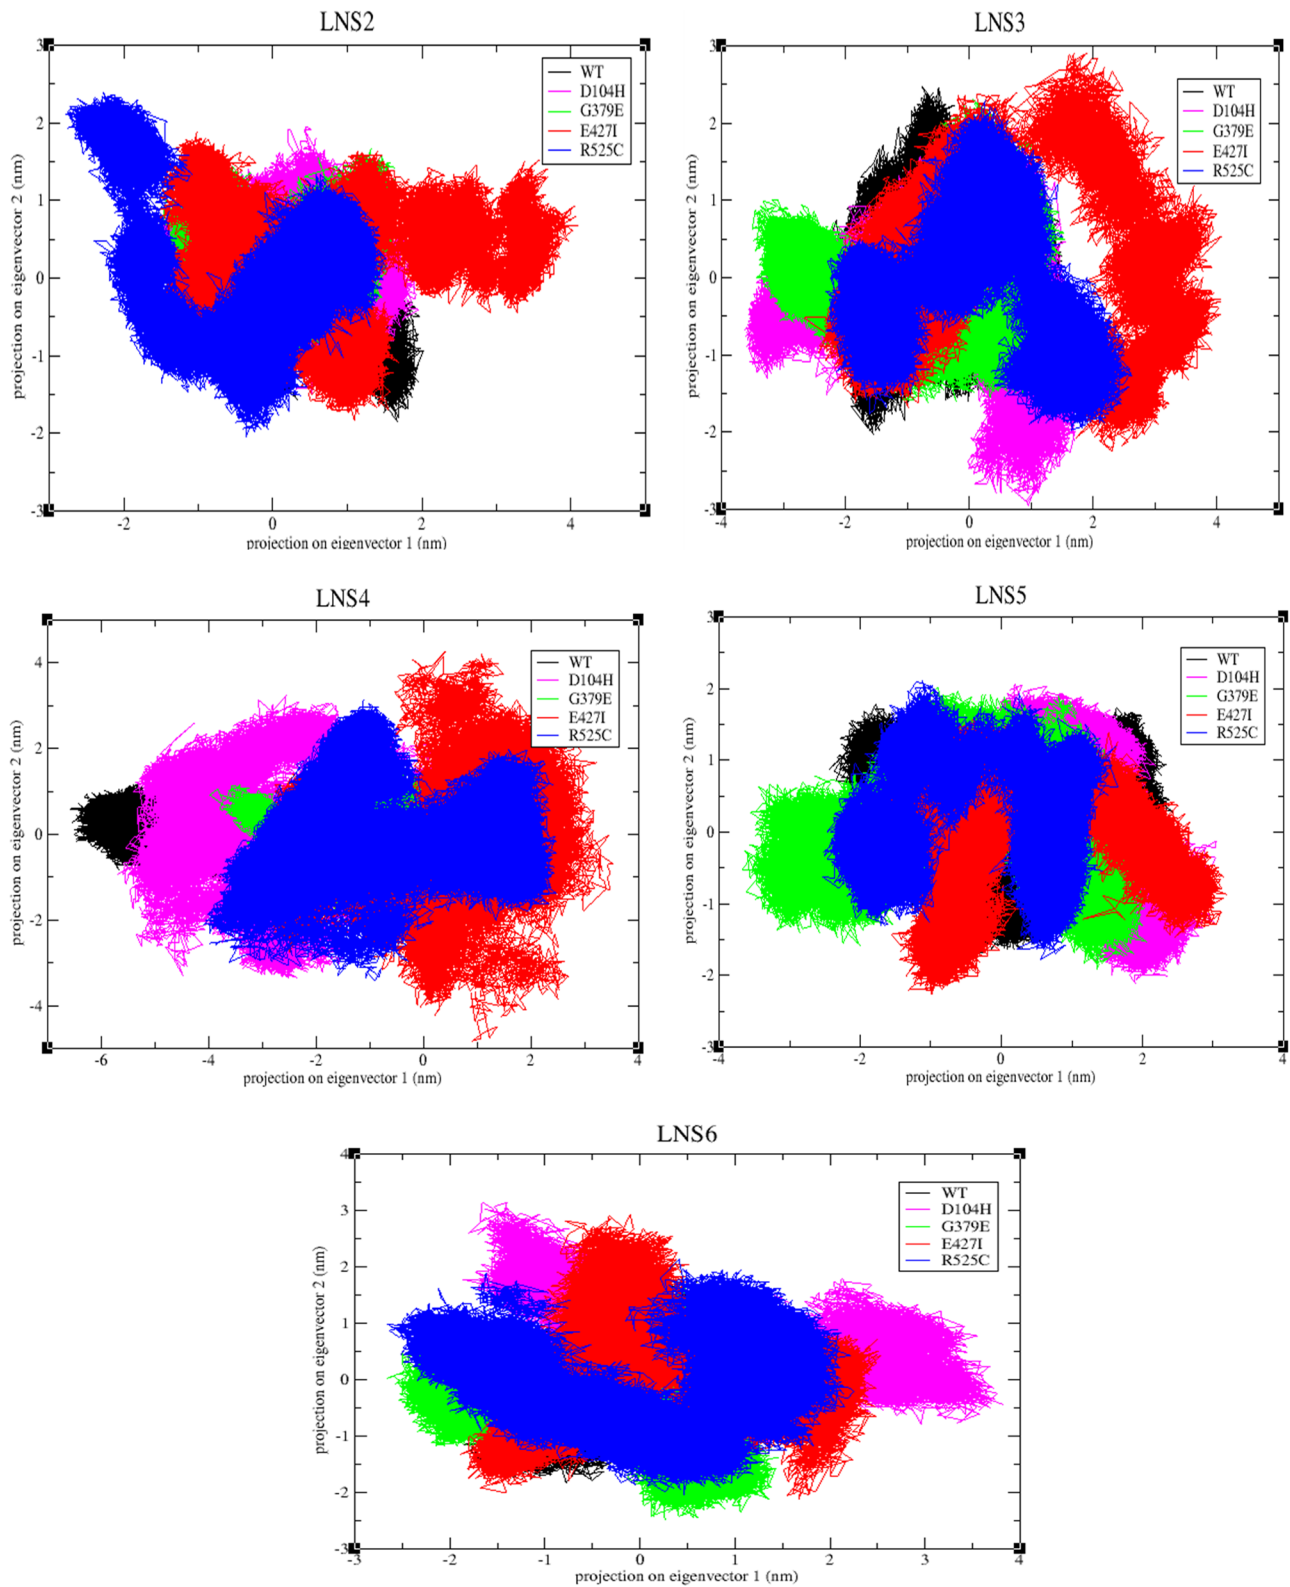 LNS2
3
2
1
0
-1
-2
-3
-2
0
2
4
projection on eigenvector 2 (nm)
projection on eigenvector 1 (nm)
WT
D104H
G379E
E427I
R525C
LNS3
3
2
1
0
-1
-2
-3
-4
-2
0
2
4
projection on eigenvector 2 (nm)
projection on eigenvector 1 (nm)
WT
D104H
G379E
E427I
R525C
LNS4
4
2
0
-2
-4
-6
-4
-2
0
2
4
projection on eigenvector 2 (nm)
projection on eigenvector 1 (nm)
WT
D104H
G379E
E427I
R525C
LNS5
3
2
1
0
-1
-2
-3
-4
-2
0
2
4
projection on eigenvector 2 (nm)
projection on eigenvector 1 (nm)
WT
D104H
G379E
E427I
R525C
LNS6
4
3
2
1
0
-1
-2
-3
-3
-2
-1
0
1
2
3
4
projection on eigenvector 2 (nm)
projection on eigenvector 1 (nm)
WT
D104H
G379E
E427I
R525C